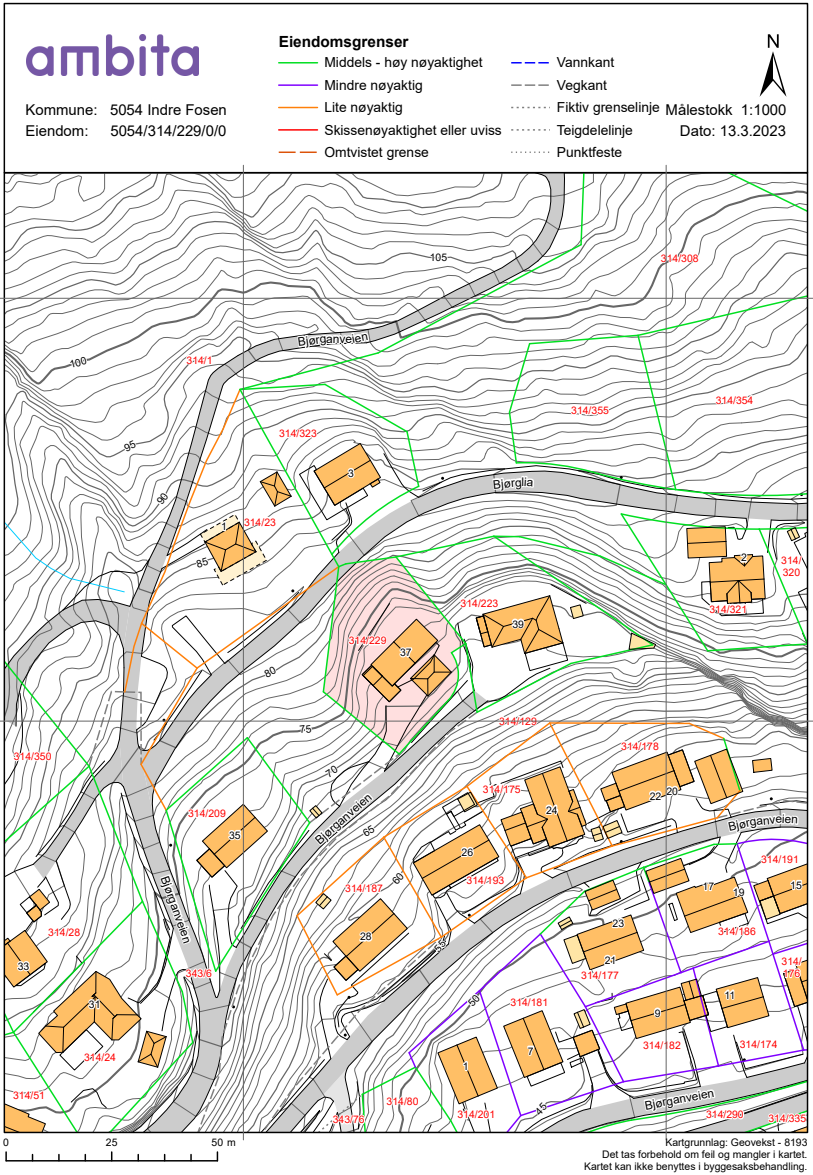 ambita
Kommune: 5054 Indre Fosen
Eiendom: 5054/314/229/0/0
Eiendomsgrenser
Middels - høy nøyaktighet
Mindre nøyaktig
Lite nøyaktig
Skissenøyaktighet eller uviss
Omtvistet grense
Vannkant
Vegkant
Fiktiv grenselinje
Teigdelelinje
Punktfeste
N
Målestokk 1:1000
Dato: 13.3.2023
105
314/308
Bjørganveien
100
314/1
314/354
314/355
314/323
95
3
Bjørglia
90
1
314/23
2
314/
320
85
314/321
314/223
39
314/229
37
80
314/129
75
314/350
314/178
70
314/175
22
20
24
314/209
Bjørganveien
35
65
Bjørganveien
26
314/191
60
314/193
314/187
17
19
15
Bjørganveien
314/28
28
23
314/186
55
21
33
343/6
314/177
314/
176
50
314/181
31
11
9
7
314/182
314/174
1
314/24
314/51
314/80
45
Bjørganveien
343/76
314/201
314/290
314/335
0
25
50 m
Kartgrunnlag: Geovekst - 8193
Det tas forbehold om feil og mangler i kartet.
Kartet kan ikke benyttes i byggesaksbehandling.